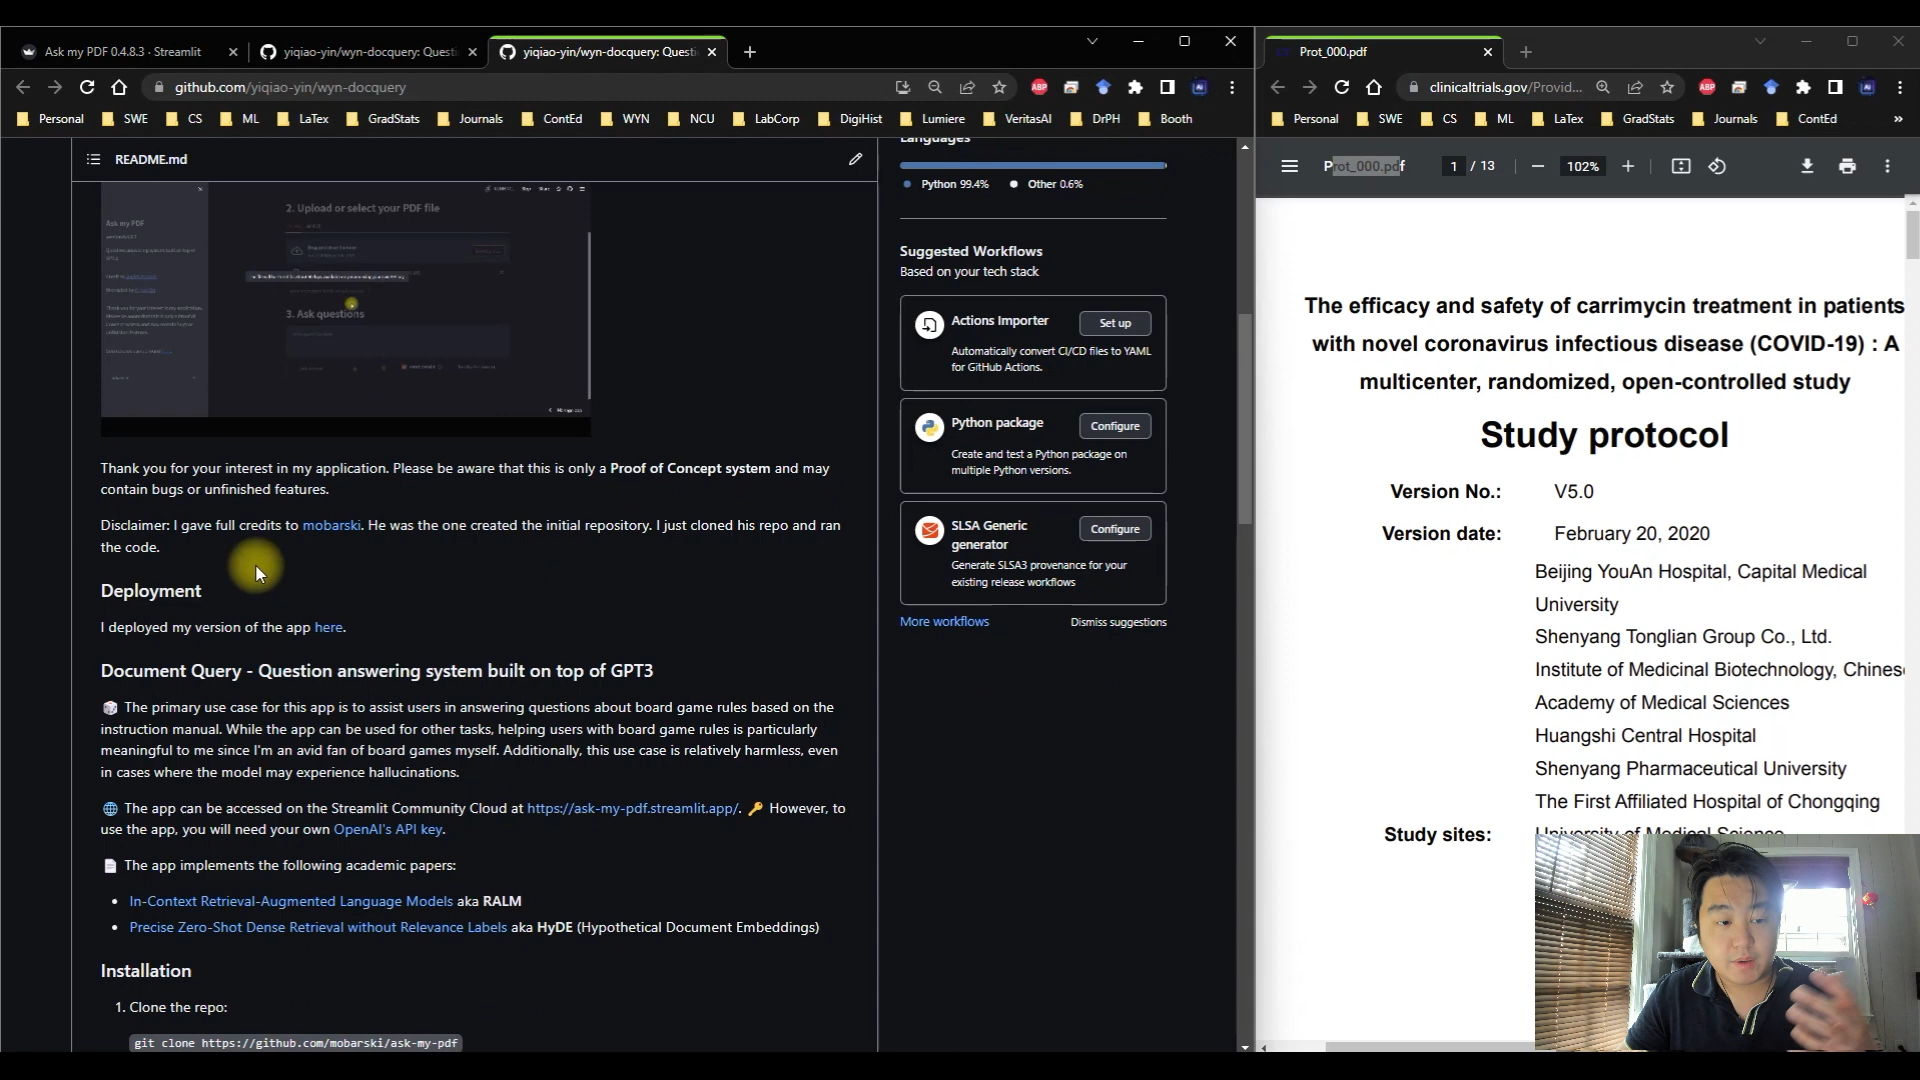 Ask my PDF 0.4.8.3 · Streamlit
yiqiao-yin/wyn-docquery: Questi
yiqiao-yin/wyn-docquery: Questi
github.com/yiqiao-yin/wyn-docquery
Personal SWE CS ML LaTex GradStats Journals ContEd WYN NCU LabCorp DigiHist Lumiere VeritasAI DrPH Booth
README.md
Ask my PDF
2. Upload or select your PDF file
3. Ask questions
Thank you for your interest in my application. Please be aware that this is only a Proof of Concept system and may
contain bugs or unfinished features.
Disclaimer: I gave full credits to mobarski. He was the one created the initial repository. I just cloned his repo and ran
the code.
Deployment
I deployed my version of the app here.
Document Query - Question answering system built on top of GPT3
The primary use case for this app is to assist users in answering questions about board game rules based on the
instruction manual. While the app can be used for other tasks, helping users with board game rules is particularly
meaningful to me since I'm an avid fan of board games myself. Additionally, this use case is relatively harmless, even
in cases where the model may experience hallucinations.
The app can be accessed on the Streamlit Community Cloud at https://ask-my-pdf.streamlit.app/. However, to
use the app, you will need your own OpenAI's API key.
The app implements the following academic papers:
• In-Context Retrieval-Augmented Language Models aka RALM
• Precise Zero-Shot Dense Retrieval without Relevance Labels aka HyDE (Hypothetical Document Embeddings)
Installation
1. Clone the repo:
git clone https://github.com/mobarski/ask-my-pdf
Languages
Python 99.4% Other 0.6%
Suggested Workflows
Based on your tech stack
Actions Importer
Set up
Automatically convert CI/CD files to YAML
for GitHub Actions.
Python package
Configure
Create and test a Python package on
multiple Python versions.
SLSA Generic
generator
Configure
Generate SLSA3 provenance for your
existing release workflows
More workflows
Dismiss suggestions
Prot_000.pdf
clinicaltrials.gov/Provid...
ABP
Personal SWE CS ML LaTex GradStats Journals ContEd »
Prot_000.pdf 1 / 13 102%
The efficacy and safety of carrimycin treatment in patients
with novel coronavirus infectious disease (COVID-19) : A
multicenter, randomized, open-controlled study
Study protocol
Version No.: V5.0
Version date: February 20, 2020
Beijing YouAn Hospital, Capital Medical
University
Shenyang Tonglian Group Co., Ltd.
Institute of Medicinal Biotechnology, Chinese
Academy of Medical Sciences
Huangshi Central Hospital
Shenyang Pharmaceutical University
The First Affiliated Hospital of Chongqing
Study sites: University of Medical Science